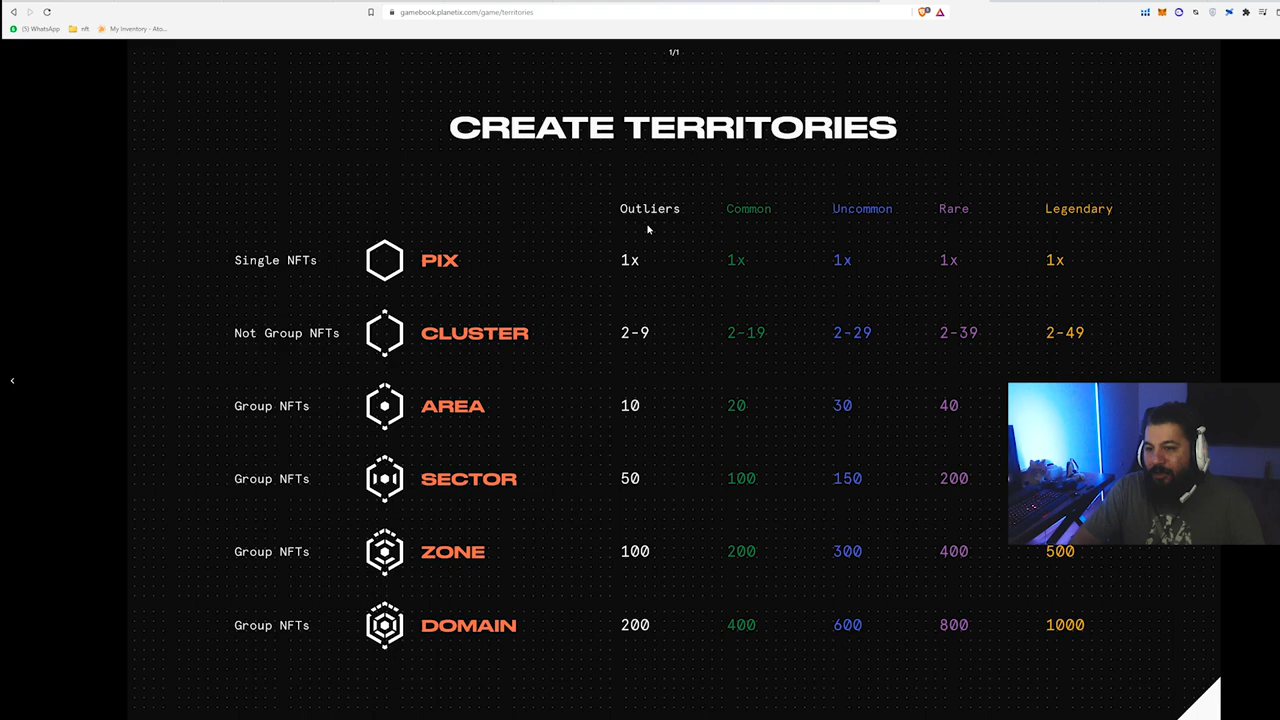 gamebook.planetix.com/game/territories
WhatsApp nft My Inventory - Ato...
1/1
CREATE TERRITORIES
Outliers Common Uncommon Rare Legendary
Single NFTs PIX 1x 1x 1x 1x 1x
Not Group NFTs CLUSTER 2-9 2-19 2-29 2-39 2-49
Group NFTs AREA 10 20 30 40
Group NFTs SECTOR 50 100 150 200
Group NFTs ZONE 100 200 300 400 500
Group NFTs DOMAIN 200 400 600 800 1000